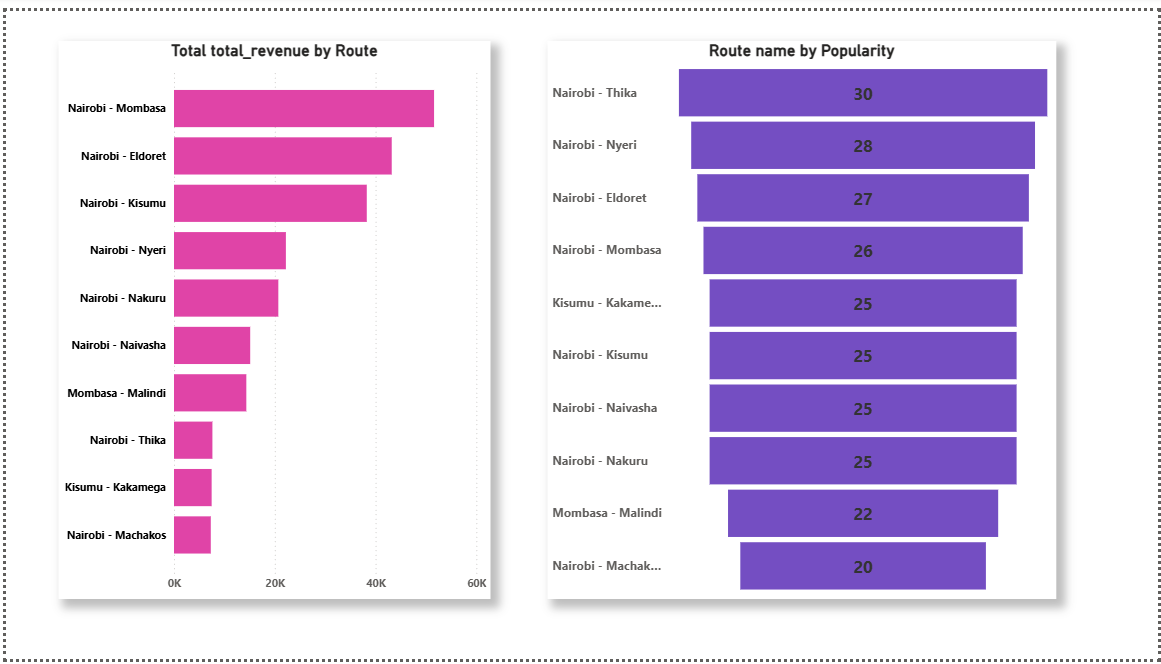 Total total_revenue by Route
Nairobi - Mombasa
Nairobi - Eldoret
Nairobi - Kisumu
Nairobi - Nyeri
Nairobi - Nakuru
Nairobi - Naivasha
Mombasa - Malindi
Nairobi - Thika
Kisumu - Kakamega
Nairobi - Machakos
0K 20K 40K 60K
Route name by Popularity
Nairobi - Thika 30
Nairobi - Nyeri 28
Nairobi - Eldoret 27
Nairobi - Mombasa 26
Kisumu - Kakame... 25
Nairobi - Kisumu 25
Nairobi - Naivasha 25
Nairobi - Nakuru 25
Mombasa - Malindi 22
Nairobi - Machak... 20